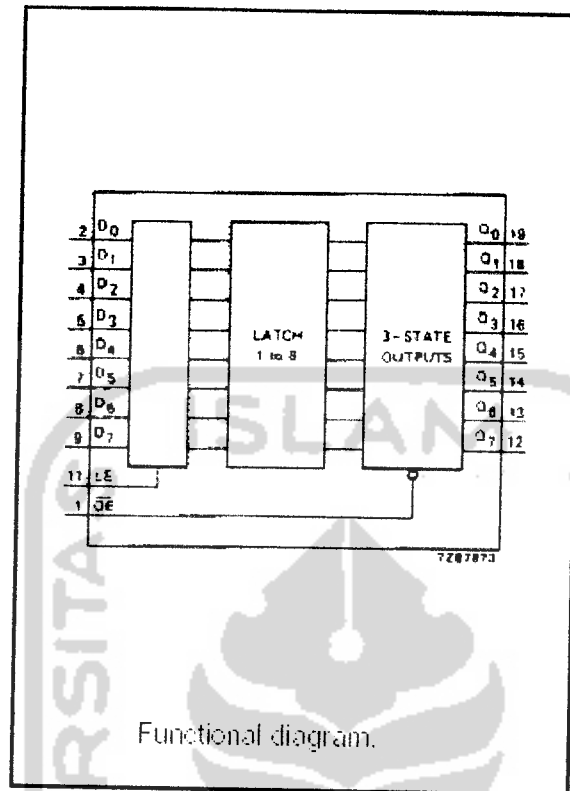 2 D0
3 D1
4 D2
5 D3
6 D4
7 D5
8 D6
9 D7
11 LE
1 OE
LATCH
1 to 8
3-STATE
OUTPUTS
Q0 19
Q1 18
Q2 17
Q3 16
Q4 15
Q5 14
Q6 13
Q7 12
7Z87873
ISLAM
RSITAS
Functional diagram.